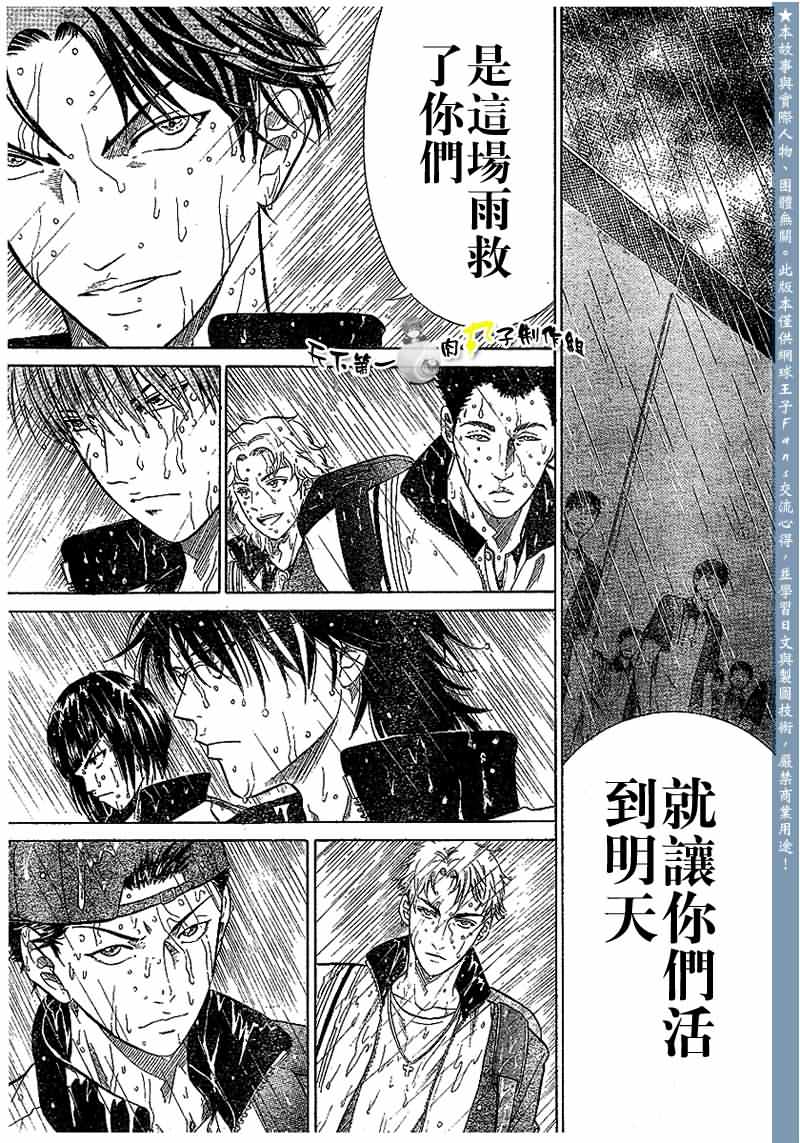 是這場雨救
了你們
就讓你們活
到明天
天下第一
肉王子制作組
★本故事與實際人物、團體無關。此版本僅供網球王子Fans交流心得，並學習日文與製圖技術，嚴禁商業用途！